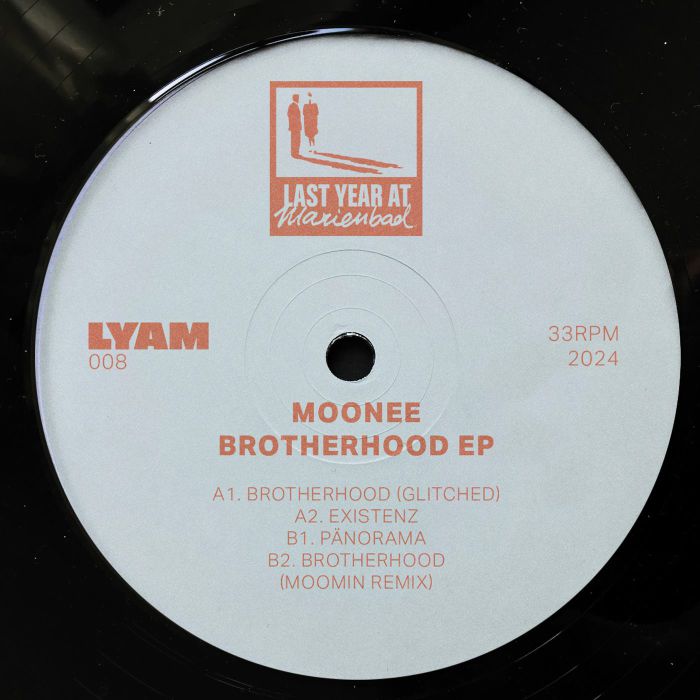 LAST YEAR AT
Marienbad
LYAM
008
33RPM
2024
MOONEE
BROTHERHOOD EP
A1. BROTHERHOOD (GLITCHED)
A2. EXISTENZ
B1. PÄNORAMA
B2. BROTHERHOOD
(MOOMIN REMIX)